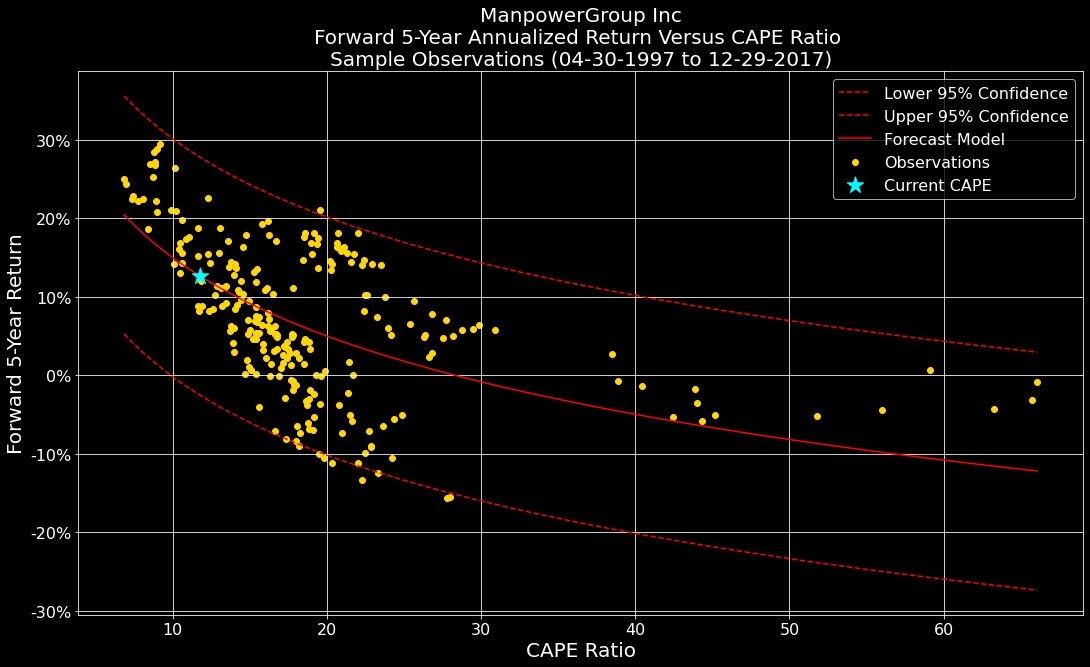 ManpowerGroup Inc
Forward 5-Year Annualized Return Versus CAPE Ratio
Sample Observations (04-30-1997 to 12-29-2017)
Lower 95% Confidence
Upper 95% Confidence
Forecast Model
Observations
Current CAPE
Forward 5-Year Return
30%
20%
10%
0%
-10%
-20%
-30%
10 20 30 40 50 60
CAPE Ratio